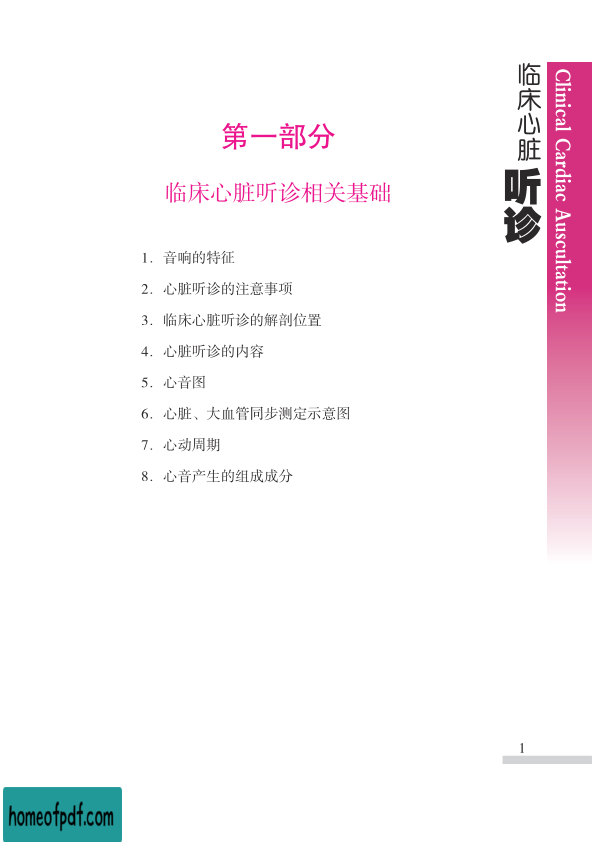 第一部分
临床心脏听诊相关基础
1. 音响的特征
2. 心脏听诊的注意事项
3. 临床心脏听诊的解剖位置
4. 心脏听诊的内容
5. 心音图
6. 心脏、大血管同步测定示意图
7. 心动周期
8. 心音产生的组成成分
临床心脏
听诊
Clinical Cardiac Auscultation
1
homeofpdf.com